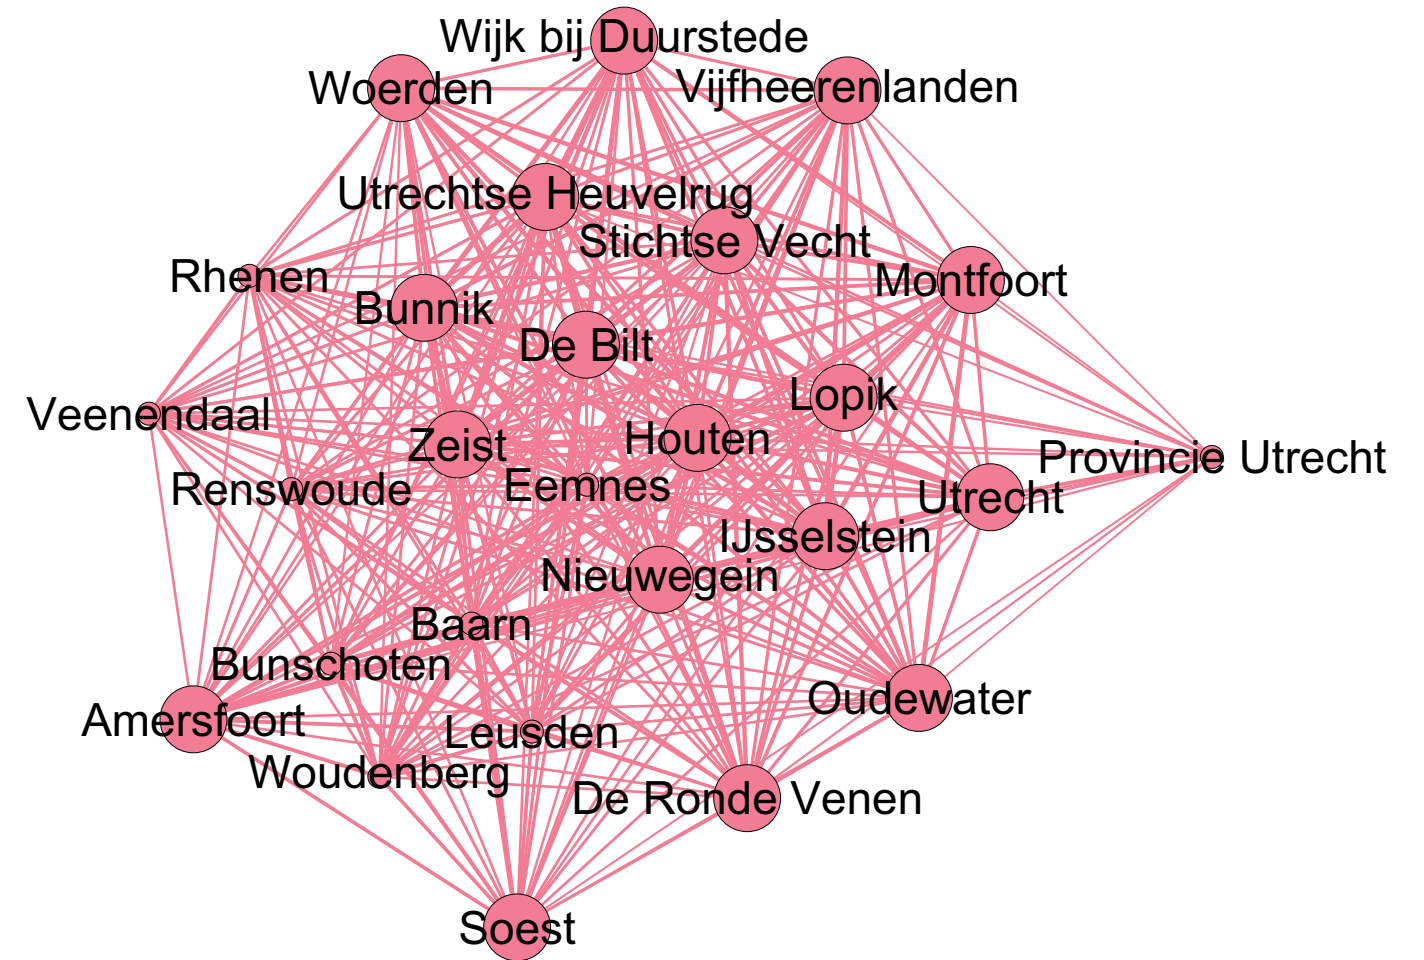 Wijk bij Duurstede
Woerden
Vijfheerenlanden
Utrechtse Heuvelrug
Stichtse Vecht
Rhenen
Montfoort
Bunnik
De Bilt
Lopik
Veenendaal
Houten
Zeist
Provincie Utrecht
Renswoude
Eemnes
Utrecht
IJsselstein
Nieuwegein
Baarn
Bunschoten
Oudewater
Amersfoort
Leusden
Woudenberg
De Ronde Venen
Soest